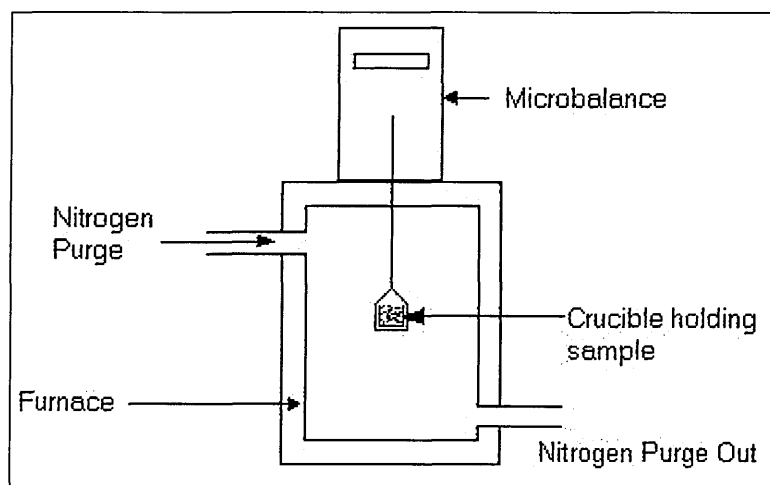 Microbalance
Nitrogen
Purge
Crucible holding
sample
Furnace
Nitrogen Purge Out